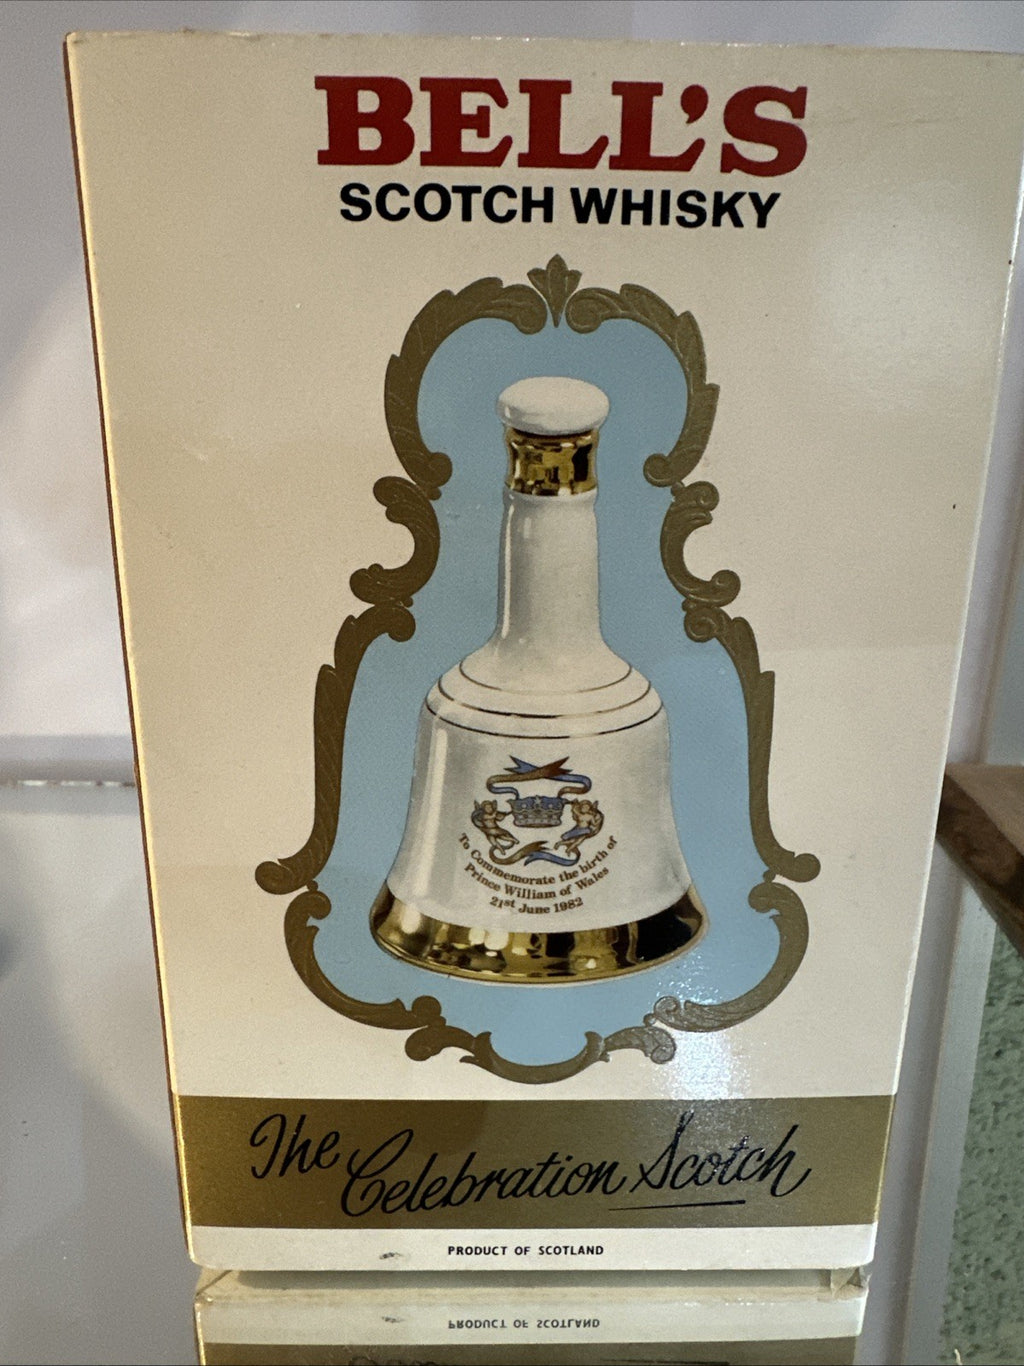 BELL'S
SCOTCH WHISKY
To Commemorate the birth of
Prince William of Wales
21st June 1982
The Celebration Scotch
PRODUCT OF SCOTLAND
PRODUCT OF SCOTLAND